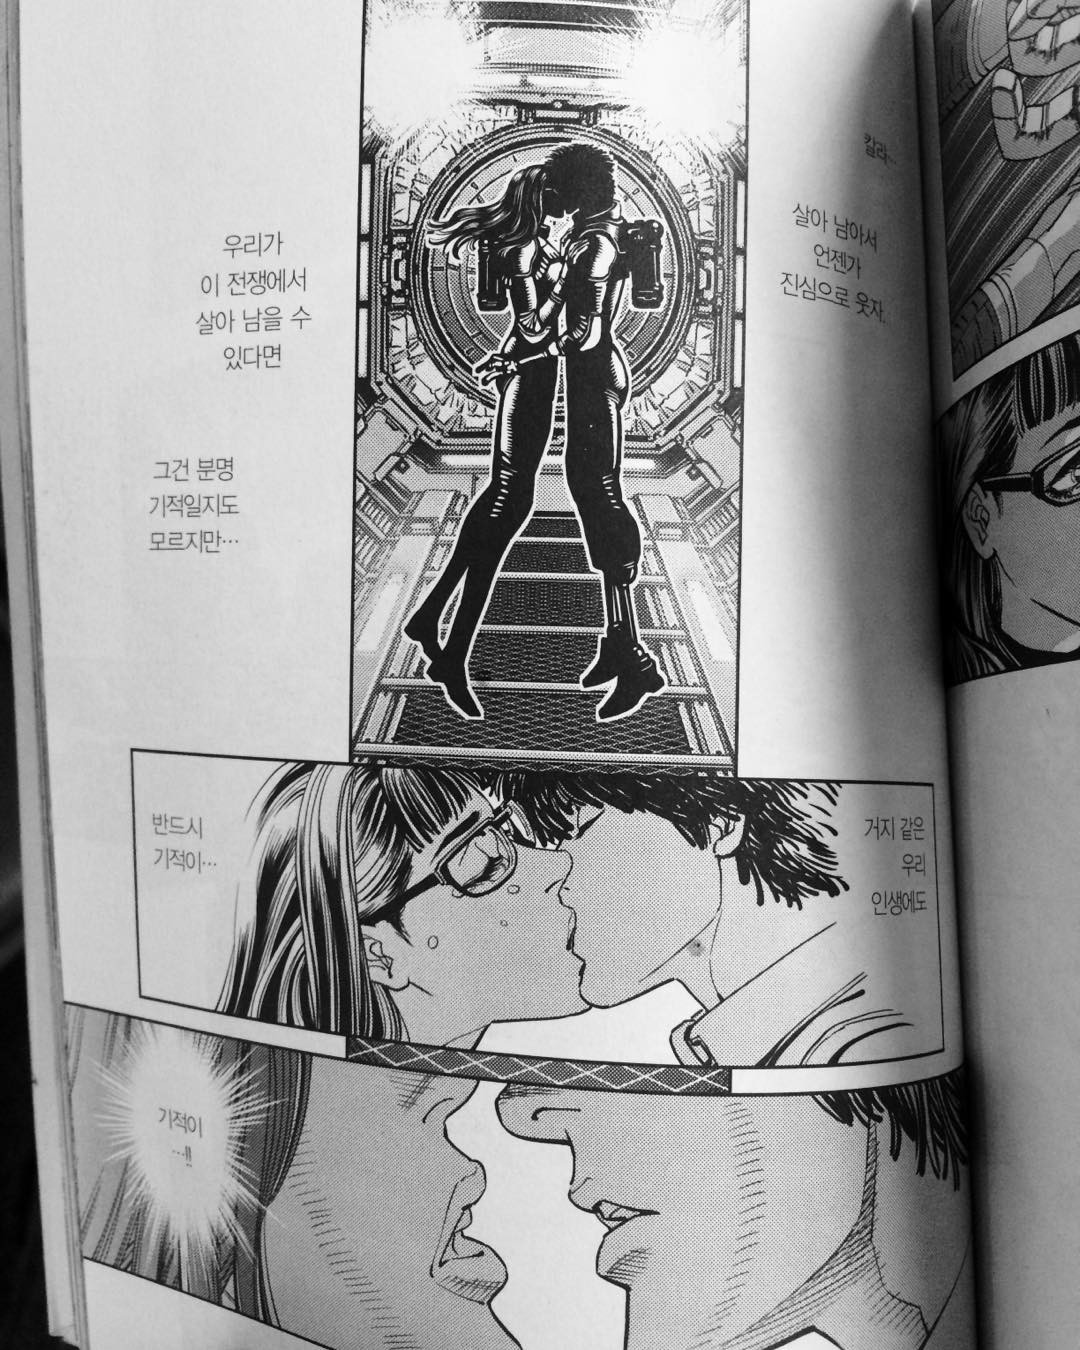 칼라…
살아 남아서
언젠가
진심으로 웃자.
우리가
이 전쟁에서
살아 남을 수
있다면
그건 분명
기적일지도
모르지만…
거지 같은
우리
인생에도
반드시
기적이…
기적이
…!!